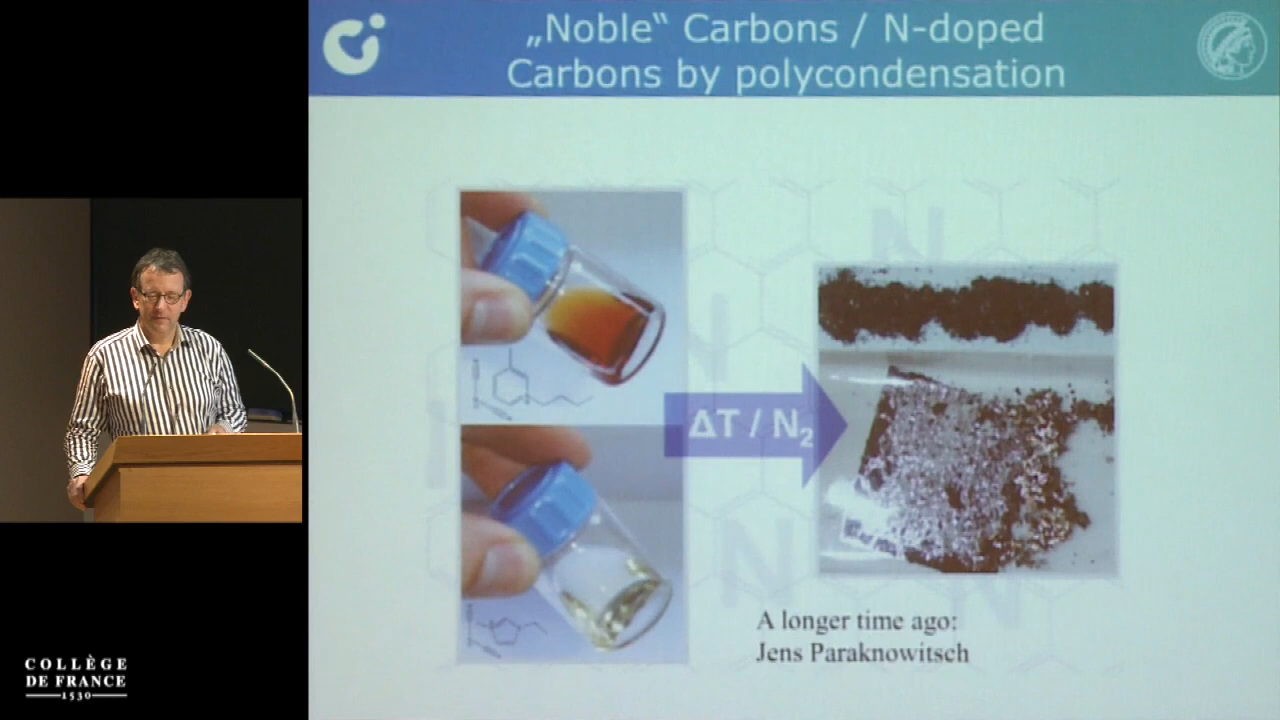 „Noble“ Carbons / N-doped
Carbons by polycondensation
N
N
ΔT / N₂
N
N
A longer time ago:
Jens Paraknowitsch
COLLÈGE
DE FRANCE
1530